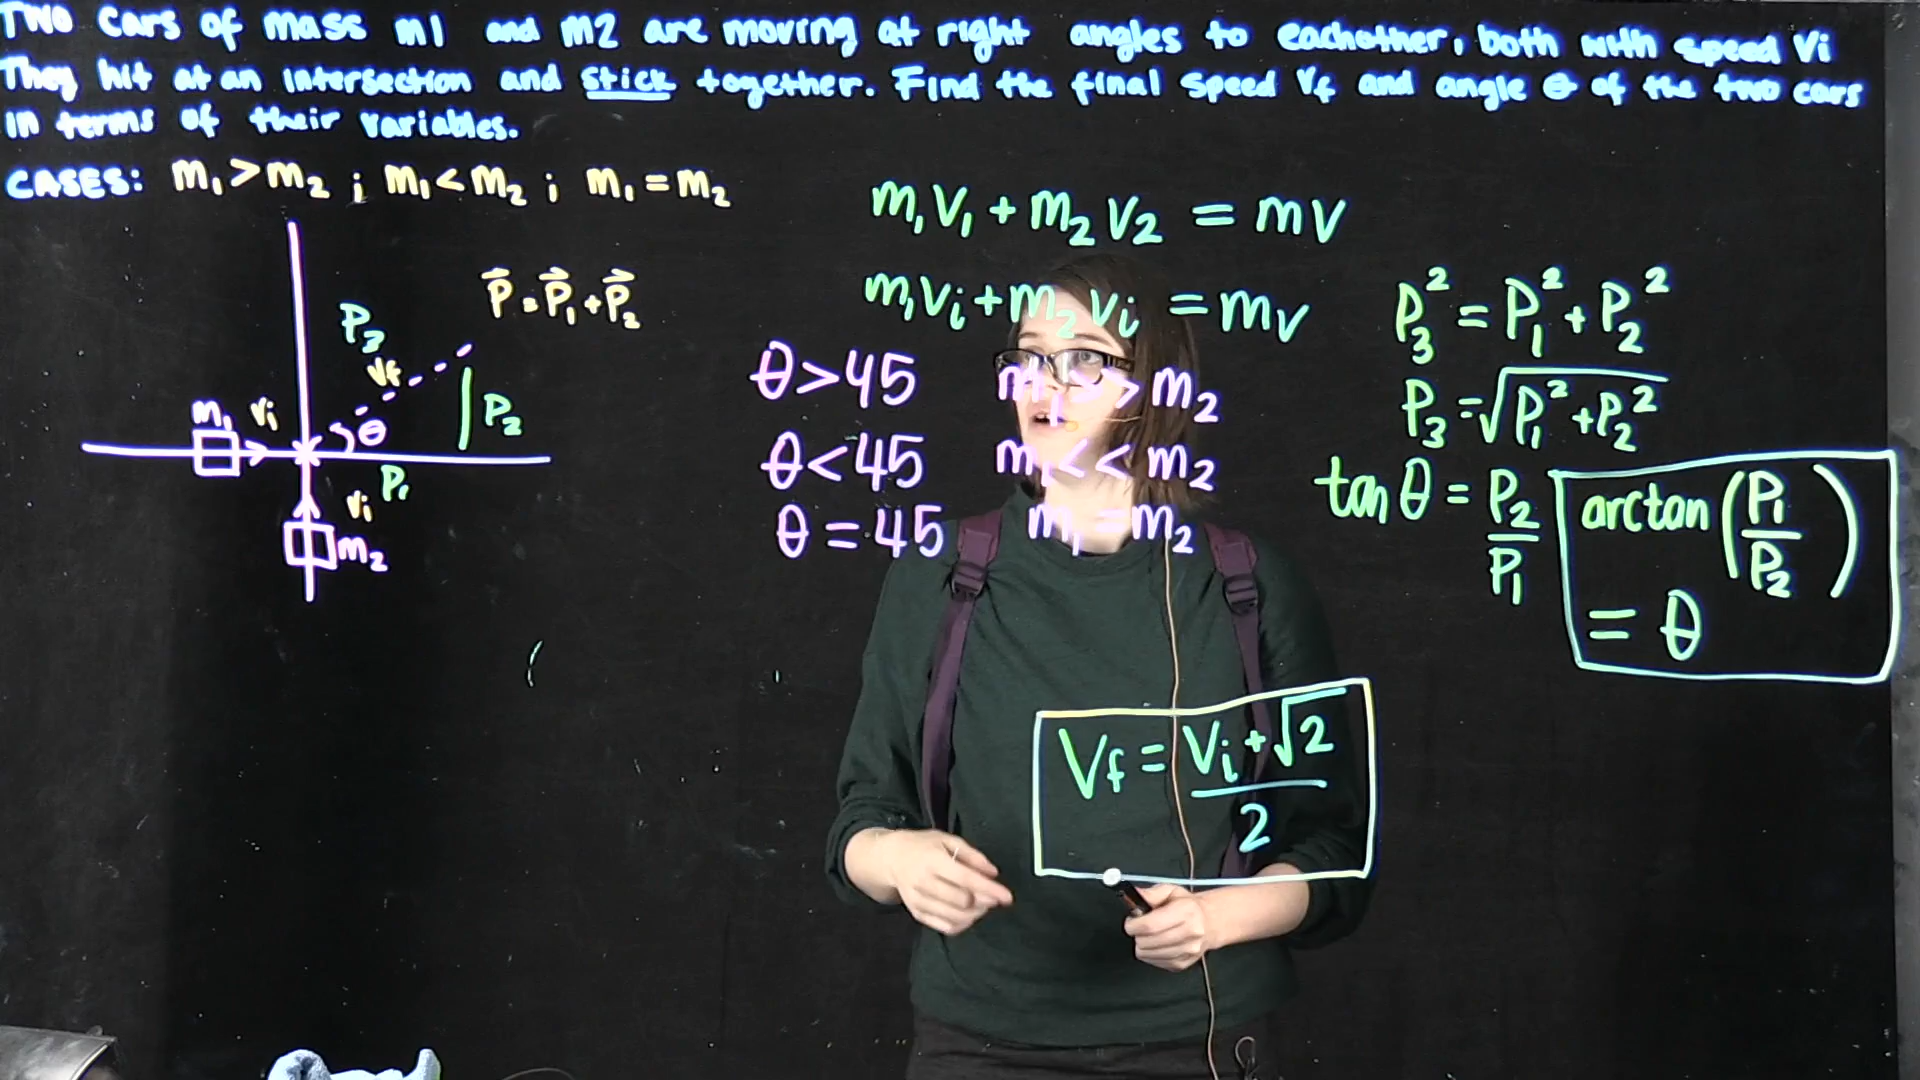 Two cars of mass m1 and m2 are moving at right angles to eachother, both with speed Vi
They hit at an intersection and stick together. Find the final speed Vf and angle θ of the two cars
in terms of their variables.
CASES: m₁ > m₂ ; m₁ < m₂ ; m₁ = m₂
P⃗ = P⃗₁ + P⃗₂
P₃
Vf
m₁ Vi
θ
P₂
P₁
Vi
m₂
m₁V₁ + m₂V₂ = mV
m₁Vi + m₂Vi = mV
θ > 45 m₁ >> m₂
θ < 45 m₁ << m₂
θ = 45 m₁ = m₂
P₃² = P₁² + P₂²
P₃ = √P₁² + P₂²
tan θ = P₂/P₁
arctan (P₁/P₂)
= θ
Vf = Vi + √2 / 2